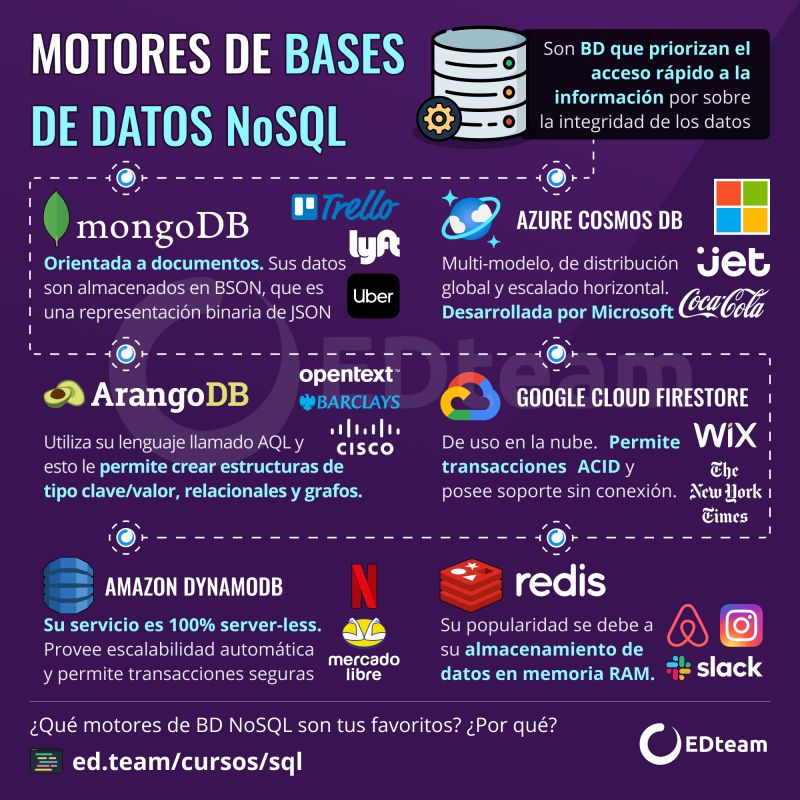 MOTORES DE BASES
DE DATOS NoSQL
Son BD que priorizan el
acceso rápido a la
información por sobre
la integridad de los datos
mongoDB
Trello
lyft
Uber
Orientada a documentos. Sus datos
son almacenados en BSON, que es
una representación binaria de JSON
AZURE COSMOS DB
jet
Coca-Cola
Multi-modelo, de distribución
global y escalado horizontal.
Desarrollada por Microsoft
EDteam
ArangoDB
opentext™
BARCLAYS
CISCO
Utiliza su lenguaje llamado AQL y
esto le permite crear estructuras de
tipo clave/valor, relacionales y grafos.
GOOGLE CLOUD FIRESTORE
WiX
The
New York
Times
De uso en la nube. Permite
transacciones ACID y
posee soporte sin conexión.
AMAZON DYNAMODB
N
mercado
libre
Su servicio es 100% server-less.
Provee escalabilidad automática
y permite transacciones seguras
redis
slack
Su popularidad se debe a
su almacenamiento de
datos en memoria RAM.
¿Qué motores de BD NoSQL son tus favoritos? ¿Por qué?
ed.team/cursos/sql
EDteam